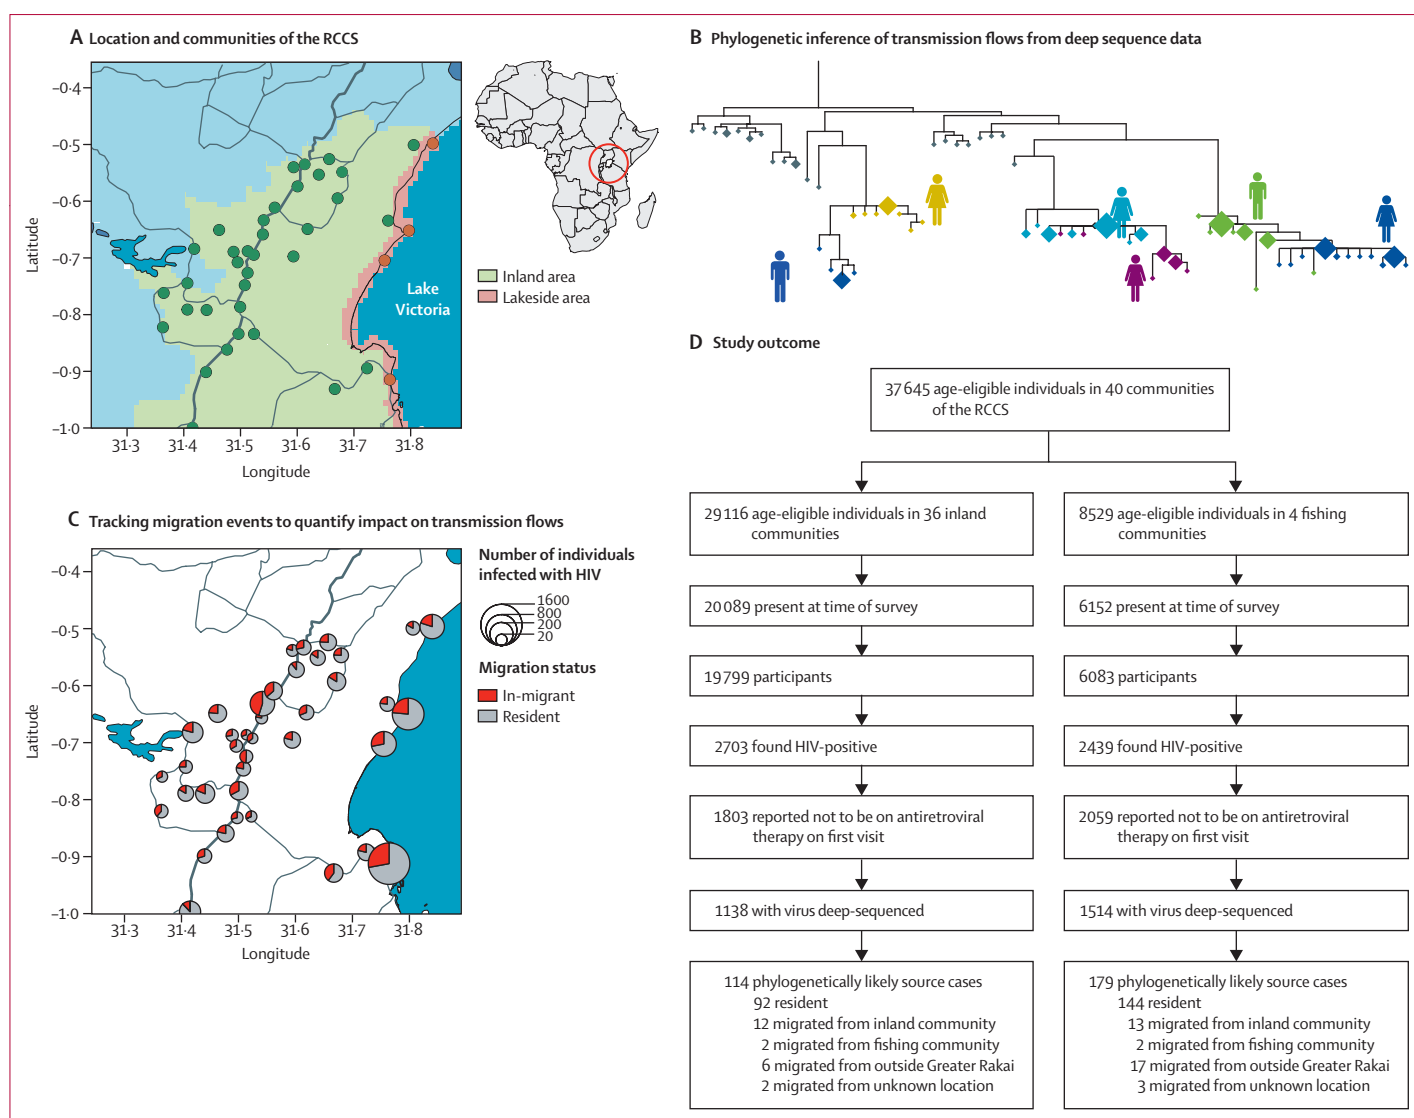 A Location and communities of the RCCS
–0·4
–0·5
–0·6
–0·7
–0·8
–0·9
–1·0
Latitude
31·3 31·4 31·5 31·6 31·7 31·8
Longitude
Lake
Victoria
Inland area
Lakeside area
B Phylogenetic inference of transmission flows from deep sequence data
C Tracking migration events to quantify impact on transmission flows
–0·4
–0·5
–0·6
–0·7
–0·8
–0·9
–1·0
Latitude
31·3 31·4 31·5 31·6 31·7 31·8
Longitude
Number of individuals
infected with HIV
1600
800
200
20
Migration status
In-migrant
Resident
D Study outcome
37 645 age-eligible individuals in 40 communities
of the RCCS
29 116 age-eligible individuals in 36 inland
communities
20 089 present at time of survey
19 799 participants
2703 found HIV-positive
1803 reported not to be on antiretroviral
therapy on first visit
1138 with virus deep-sequenced
114 phylogenetically likely source cases
92 resident
12 migrated from inland community
2 migrated from fishing community
6 migrated from outside Greater Rakai
2 migrated from unknown location
8529 age-eligible individuals in 4 fishing
communities
6152 present at time of survey
6083 participants
2439 found HIV-positive
2059 reported not to be on antiretroviral
therapy on first visit
1514 with virus deep-sequenced
179 phylogenetically likely source cases
144 resident
13 migrated from inland community
2 migrated from fishing community
17 migrated from outside Greater Rakai
3 migrated from unknown location